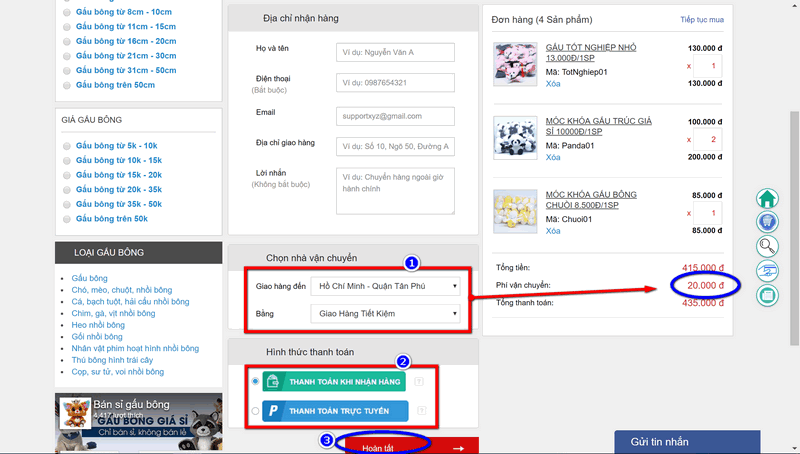 Gấu bông từ 8cm - 10cm
Gấu bông từ 11cm - 15cm
Gấu bông từ 16cm - 20cm
Gấu bông từ 21cm - 30cm
Gấu bông từ 31cm - 50cm
Gấu bông trên 50cm
GIÁ GẤU BÔNG
Gấu bông từ 5k - 10k
Gấu bông từ 10k - 15k
Gấu bông từ 15k - 20k
Gấu bông từ 20k - 35k
Gấu bông từ 35k - 50k
Gấu bông trên 50k
LOẠI GẤU BÔNG
Gấu bông
Chó, mèo, chuột, nhồi bông
Cá, bạch tuột, hải cẩu nhồi bông
Chim, gà, vịt nhồi bông
Heo nhồi bông
Gối nhồi bông
Nhân vật phim hoạt hình nhồi bông
Thú bông hình trái cây
Cọp, sư tử, voi nhồi bông
Bán sỉ gấu bông
4,417 lượt thích
GẤU BÔNG GIÁ SỈ
Chỉ bán sỉ, không bán lẻ
Địa chỉ nhận hàng
Họ và tên
Ví dụ: Nguyễn Văn A
Điện thoại
(Bắt buộc)
Ví dụ: 0987654321
Email
supportxyz@gmail.com
Địa chỉ giao hàng
Ví dụ: Số 10, Ngõ 50, Đường A
Lời nhắn
(Không bắt buộc)
Ví dụ: Chuyển hàng ngoài giờ
hành chính
Chọn nhà vận chuyển
1
Giao hàng đến
Hồ Chí Minh - Quận Tân Phú
Bằng
Giao Hàng Tiết Kiệm
Hình thức thanh toán
2
THANH TOÁN KHI NHẬN HÀNG
?
THANH TOÁN TRỰC TUYẾN
?
3
Hoàn tất
Đơn hàng (4 Sản phẩm)
Tiếp tục mua
GẤU TỐT NGHIỆP NHỎ
13,000Đ/1SP
Mã: TotNghiep01
Xóa
130.000 đ
x 1
130.000 đ
MÓC KHÓA GẤU TRÚC GIÁ
SỈ 10000Đ/1SP
Mã: Panda01
Xóa
100.000 đ
x 2
200.000 đ
MÓC KHÓA GẤU BÔNG
CHUỐI 8,500Đ/1SP
Mã: Chuoi01
Xóa
85.000 đ
x 1
85.000 đ
Tổng tiền:
415.000 đ
Phí vận chuyển:
20.000 đ
Tổng thanh toán:
435.000 đ
Gửi tin nhắn